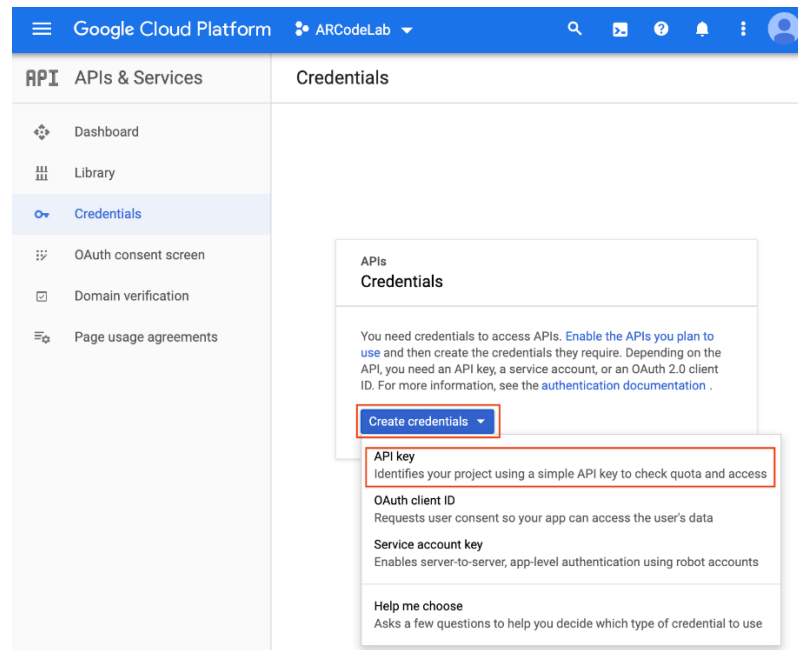 Google Cloud Platform
ARCodeLab
API APIs & Services
Credentials
Dashboard
Library
Credentials
OAuth consent screen
Domain verification
Page usage agreements
APIs
Credentials
You need credentials to access APIs. Enable the APIs you plan to
use and then create the credentials they require. Depending on the
API, you need an API key, a service account, or an OAuth 2.0 client
ID. For more information, see the authentication documentation .
Create credentials
API key
Identifies your project using a simple API key to check quota and access
OAuth client ID
Requests user consent so your app can access the user's data
Service account key
Enables server-to-server, app-level authentication using robot accounts
Help me choose
Asks a few questions to help you decide which type of credential to use